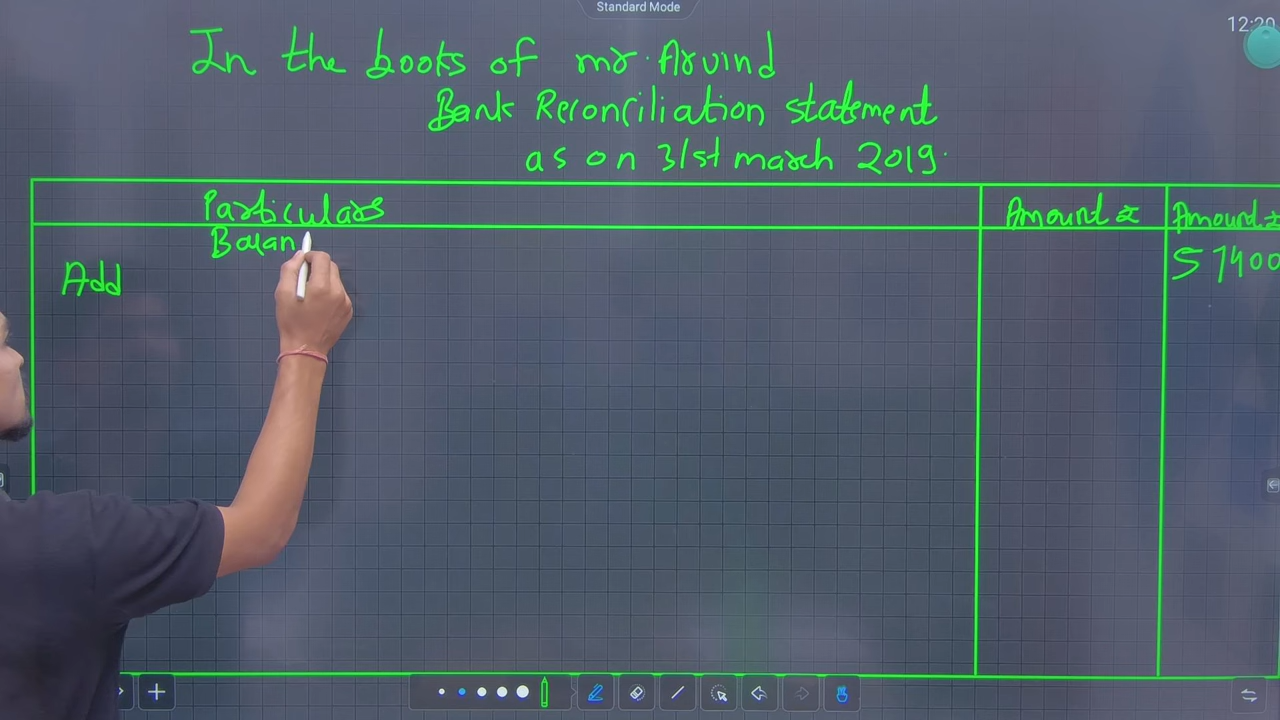 Standard Mode
12:20
In the books of mr. Arvind
Bank Reconciliation statement
as on 31st march 2019.
Particulars Amount ₹ Amount ₹
Balan
57400
Add